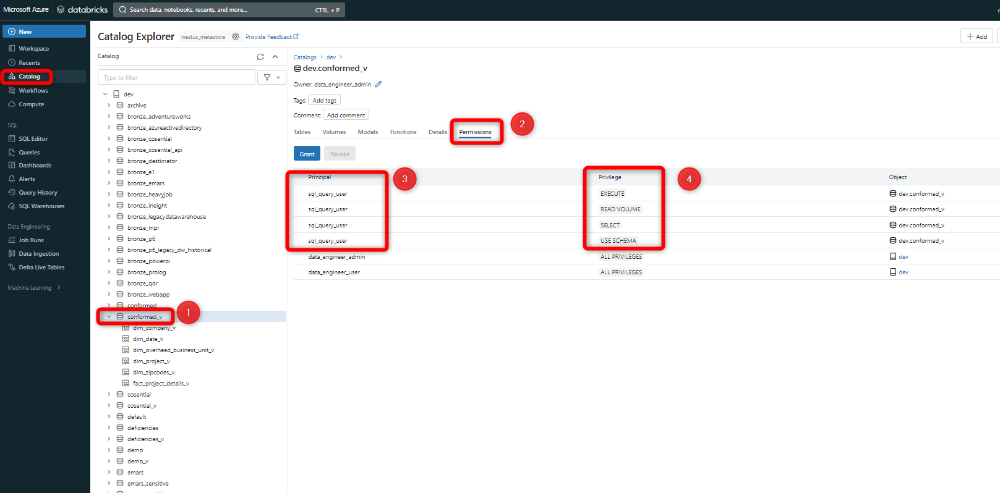 Microsoft Azure databricks Search data, notebooks, recents, and more... CTRL + P
New
Workspace
Recents
Catalog
Workflows
Compute
SQL
SQL Editor
Queries
Dashboards
Alerts
Query History
SQL Warehouses
Data Engineering
Job Runs
Data Ingestion
Delta Live Tables
Machine Learning
Catalog Explorer westus_metastore Provide Feedback
Add
Catalog
Type to filter
dev
archive
bronze_adventureworks
bronze_azureactivedirectory
bronze_cosential
bronze_cosential_api
bronze_destimator
bronze_e1
bronze_emars
bronze_heavyjob
bronze_ineight
bronze_legacydatawarehouse
bronze_mpr
bronze_p6
bronze_p6_legacy_dw_historical
bronze_powerbi
bronze_prolog
bronze_qdr
bronze_webapp
conformed
conformed_v 1
dim_company_v
dim_date_v
dim_overhead_business_unit_v
dim_project_v
dim_zipcodes_v
fact_project_details_v
cosential
cosential_v
default
deficiencies
deficiencies_v
demo
demo_v
emars
emars_sensitive
Catalogs > dev >
dev.conformed_v
Owner: data_engineer_admin
Tags: Add tags
Comment: Add comment
Tables Volumes Models Functions Details Permissions 2
Grant Revoke
Principal 3 Privilege 4 Object
sql_query_user EXECUTE dev.conformed_v
sql_query_user READ VOLUME dev.conformed_v
sql_query_user SELECT dev.conformed_v
sql_query_user USE SCHEMA dev.conformed_v
data_engineer_admin ALL PRIVILEGES dev
data_engineer_user ALL PRIVILEGES dev